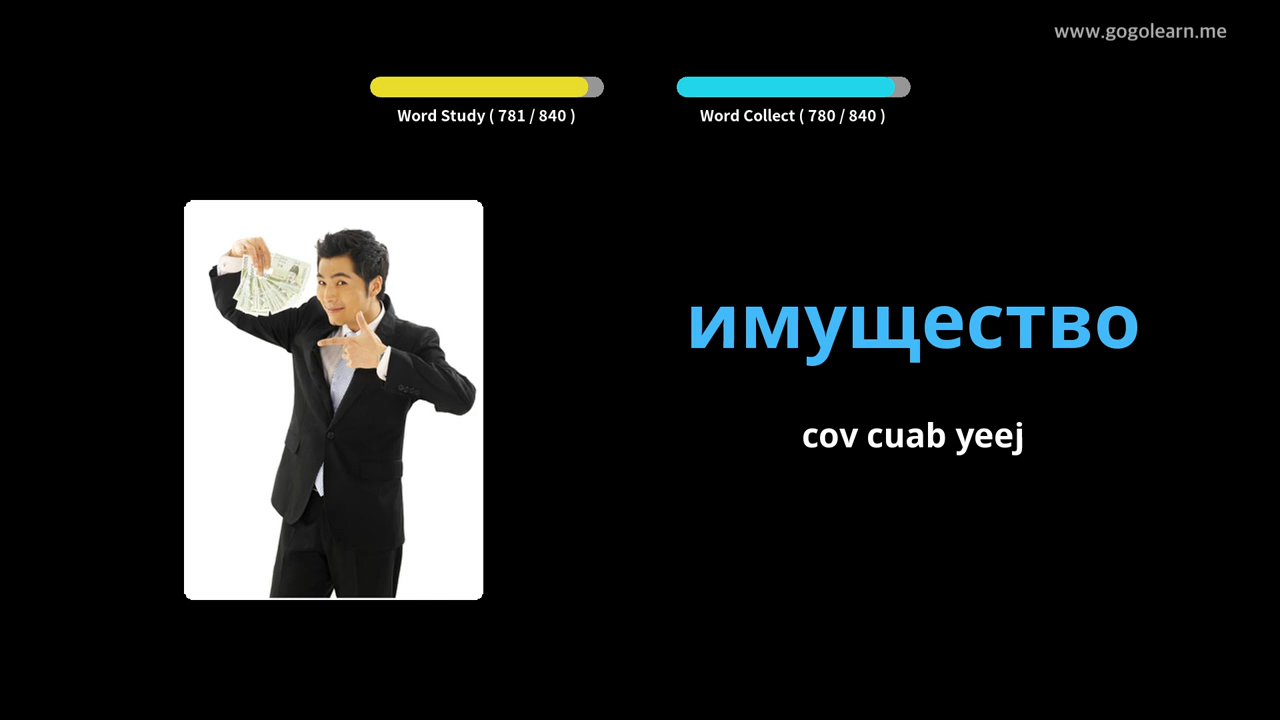 www.gogolearn.me
Word Study ( 781 / 840 )
Word Collect ( 780 / 840 )
имущество
cov cuab yeej